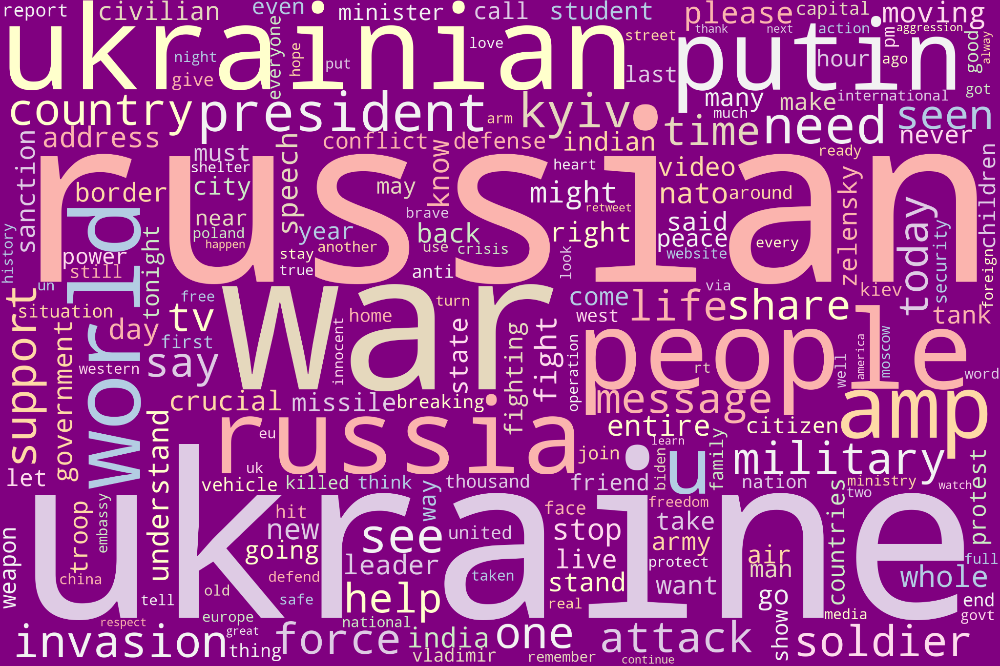 report
civilian
even
minister
call
student
please
capital
moving
ukrainian
putin
night
everyone
hope
love
street
thank
next
action
pm
aggression
give
put
last
hour
ago
good
alway
got
country
president
arm
kyiv
many
much
make
international
need
seen
time
never
address
conflict
defense
indian
ready
sanction
must
shelter
speech
know
heart
video
russian
border
city
may
might
nato
around
zelensky
today
children
world
near
year
brave
back
retweet
right
said
peace
every
security
history
poland
happen
tonight
power
still
stay
another
use
crisis
look
website
true
anti
foreign
un
free
war
turn
come
via
kiev
life
share
support
situation
tv
home
west
tank
government
day
first
innocent
state
fighting
fight
operation
people
rt
well
america
moscow
word
western
say
crucial
missile
breaking
message
amp
russia
understand
eu
entire
citizen
learn
join
u
biden
family
military
protest
let
uk
vehicle
killed
think
way
thousand
friend
nation
ministry
two
watch
countries
ukraine
weapon
troop
embassy
hit
new
see
united
face
freedom
stop
take
army
going
leader
live
protect
air
man
full
whole
china
defend
taken
stand
want
old
safe
help
real
go
end
tell
europe
show
media
govt
respect
great
national
invasion
thing
force
india
vladimir
one
remember
attack
continue
soldier